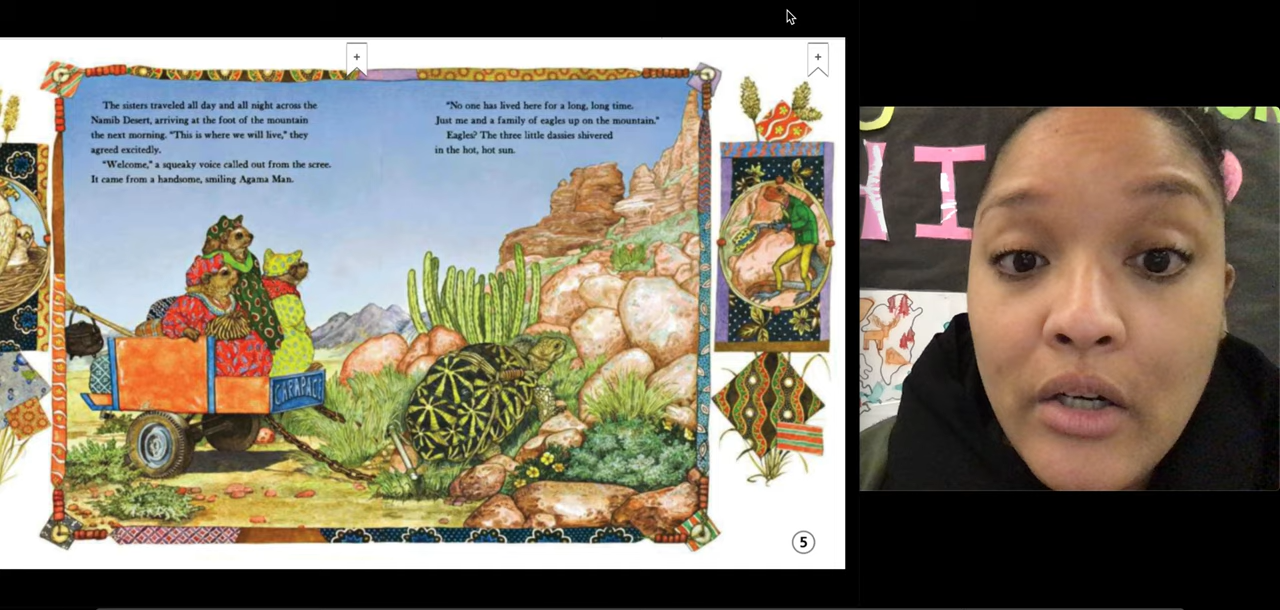 The sisters traveled all day and all night across the
Namib Desert, arriving at the foot of the mountain
the next morning. "This is where we will live," they
agreed excitedly.
"Welcome," a squeaky voice called out from the scree.
It came from a handsome, smiling Agama Man.
"No one has lived here for a long, long time.
Just me and a family of eagles up on the mountain."
Eagles? The three little dassies shivered
in the hot, hot sun.
CARAPACE
5
HI